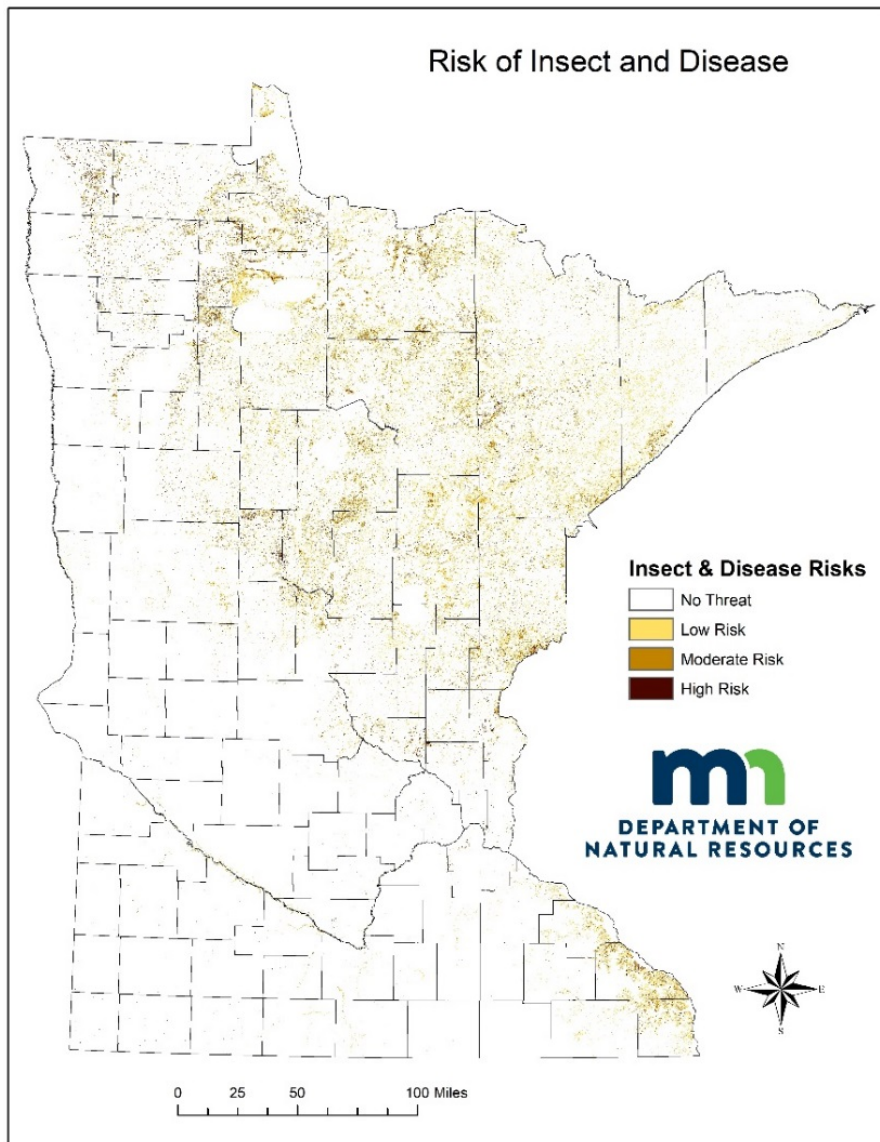 Risk of Insect and Disease
Insect & Disease Risks
No Threat
Low Risk
Moderate Risk
High Risk
mn
DEPARTMENT OF
NATURAL RESOURCES
N
W E
S
0 25 50 100 Miles